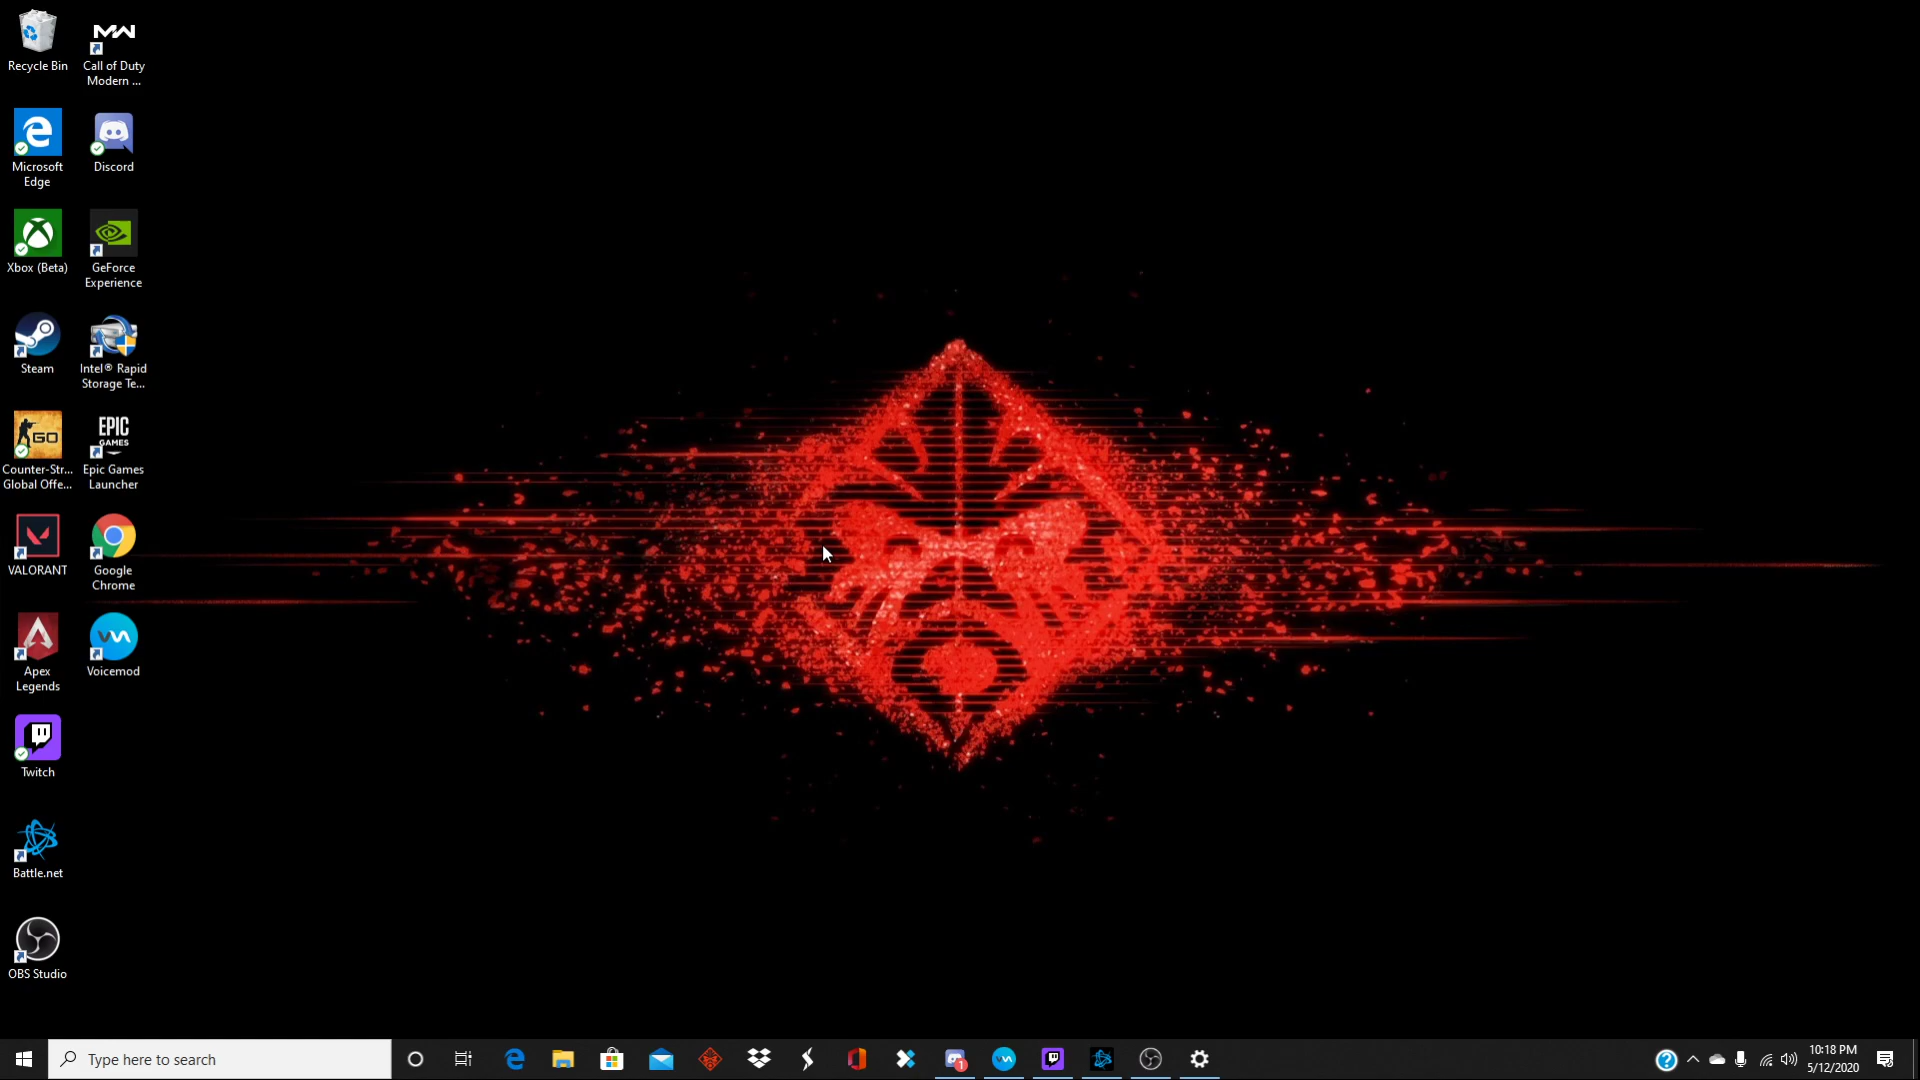 Recycle Bin
MW
Call of Duty
Modern ...
Microsoft
Edge
Discord
Xbox (Beta)
GeForce
Experience
Steam
Intel® Rapid
Storage Te...
GO
Counter-Str...
Global Offe...
EPIC
GAMES
Epic Games
Launcher
VALORANT
Google
Chrome
Apex
Legends
Voicemod
Twitch
Battle.net
OBS Studio
Type here to search
1
10:18 PM
5/12/2020